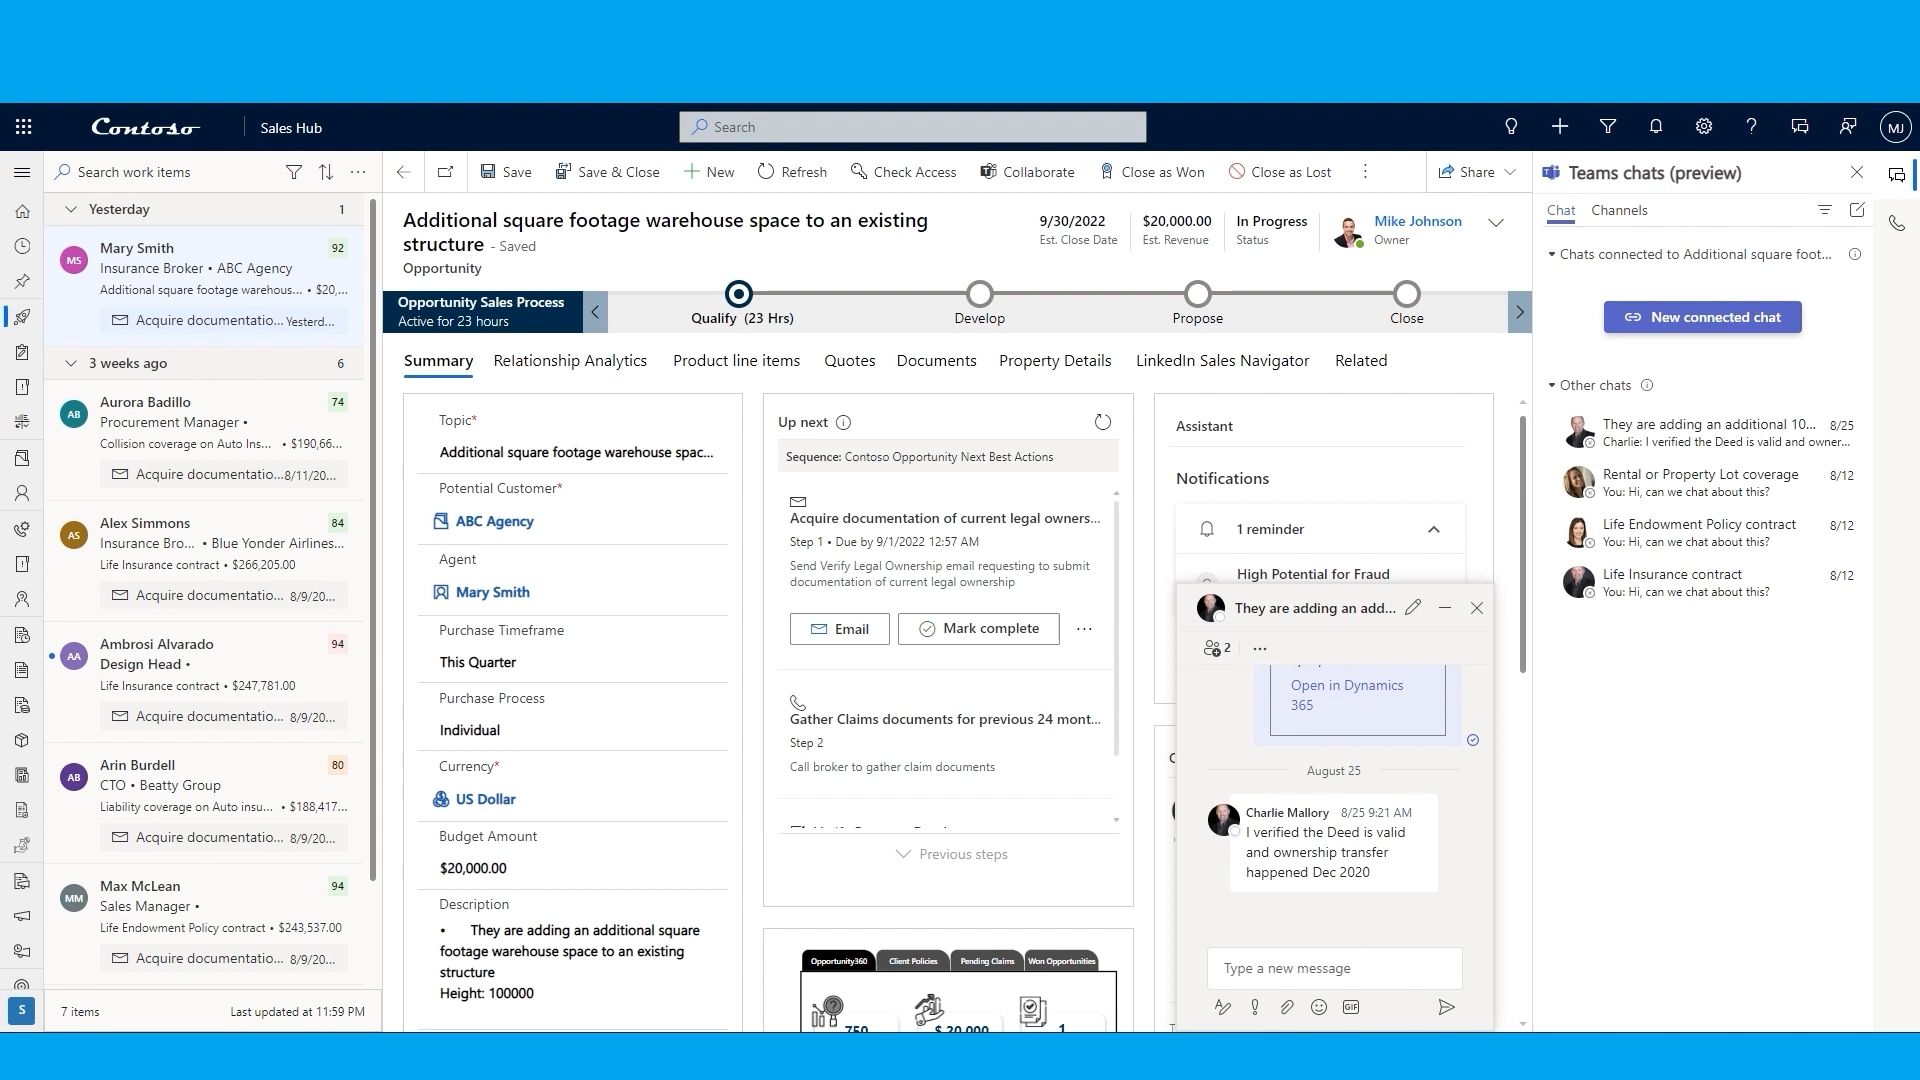 Contoso
Sales Hub
Search
MJ
Search work items
Save
Save & Close
New
Refresh
Check Access
Collaborate
Close as Won
Close as Lost
Share
Teams chats (preview)
Yesterday 1
MS
Mary Smith 92
Insurance Broker • ABC Agency
Additional square footage warehous... • $20,...
Acquire documentatio... Yesterd...
3 weeks ago 6
AB
Aurora Badillo 74
Procurement Manager •
Collision coverage on Auto Ins... • $190,66...
Acquire documentatio...8/11/20...
AS
Alex Simmons 84
Insurance Bro... • Blue Yonder Airlines...
Life Insurance contract • $266,205.00
Acquire documentatio... 8/9/20...
AA
Ambrosi Alvarado 94
Design Head •
Life Insurance contract • $247,781.00
Acquire documentatio... 8/9/20...
AB
Arin Burdell 80
CTO • Beatty Group
Liability coverage on Auto insu... • $188,417...
Acquire documentatio... 8/9/20...
MM
Max McLean 94
Sales Manager •
Life Endowment Policy contract • $243,537.00
Acquire documentatio... 8/9/20...
S
7 items
Last updated at 11:59 PM
Additional square footage warehouse space to an existing
structure - Saved
Opportunity
9/30/2022
Est. Close Date
$20,000.00
Est. Revenue
In Progress
Status
Mike Johnson
Owner
Opportunity Sales Process
Active for 23 hours
Qualify (23 Hrs)
Develop
Propose
Close
Summary
Relationship Analytics
Product line items
Quotes
Documents
Property Details
LinkedIn Sales Navigator
Related
Topic*
Additional square footage warehouse spac...
Potential Customer*
ABC Agency
Agent
Mary Smith
Purchase Timeframe
This Quarter
Purchase Process
Individual
Currency*
US Dollar
Budget Amount
$20,000.00
Description
• They are adding an additional square
footage warehouse space to an existing
structure
Height: 100000
Up next
Sequence: Contoso Opportunity Next Best Actions
Acquire documentation of current legal owners...
Step 1 • Due by 9/1/2022 12:57 AM
Send Verify Legal Ownership email requesting to submit
documentation of current legal ownership
Email
Mark complete
Gather Claims documents for previous 24 mont...
Step 2
Call broker to gather claim documents
Previous steps
Opportunity360
Client Policies
Pending Claims
Won Opportunities
750
$ 20,000
1
Assistant
Notifications
1 reminder
High Potential for Fraud
They are adding an add...
2
Open in Dynamics
365
August 25
Charlie Mallory 8/25 9:21 AM
I verified the Deed is valid
and ownership transfer
happened Dec 2020
Type a new message
GIF
Chat
Channels
Chats connected to Additional square foot...
New connected chat
Other chats
They are adding an additional 10... 8/25
Charlie: I verified the Deed is valid and owner...
Rental or Property Lot coverage 8/12
You: Hi, can we chat about this?
Life Endowment Policy contract 8/12
You: Hi, can we chat about this?
Life Insurance contract 8/12
You: Hi, can we chat about this?